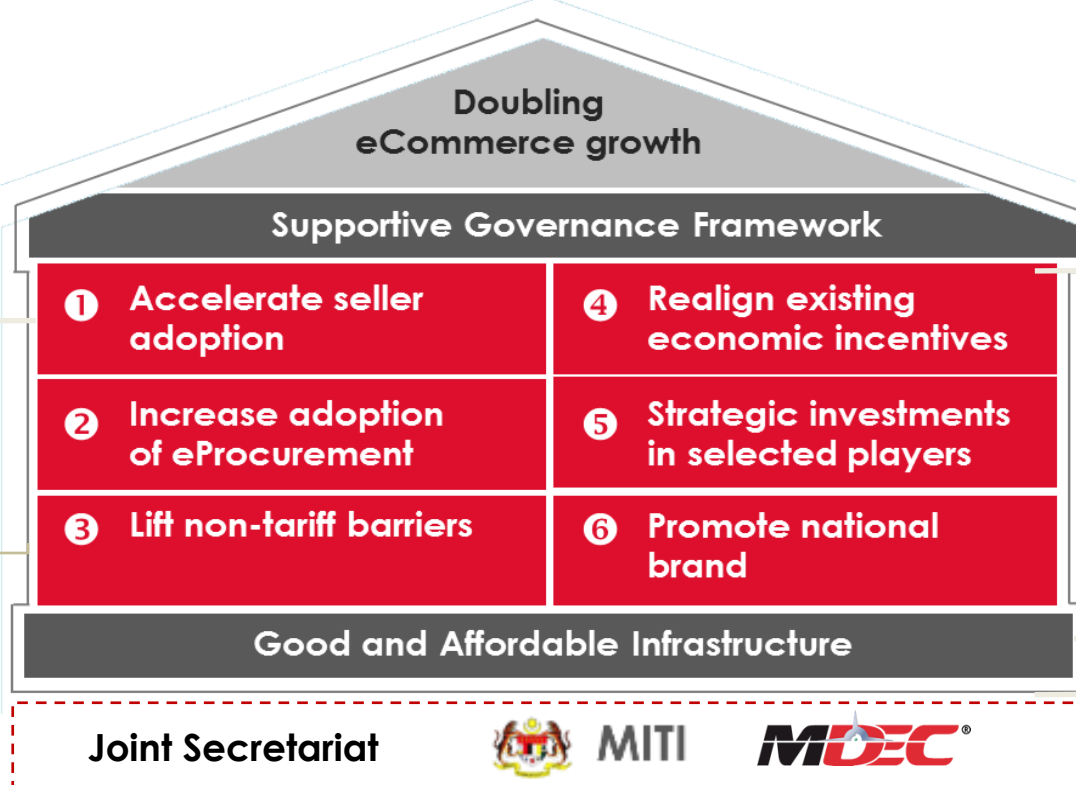 Doubling
eCommerce growth
Supportive Governance Framework
1 Accelerate seller
adoption
2 Increase adoption
of eProcurement
3 Lift non-tariff barriers
4 Realign existing
economic incentives
5 Strategic investments
in selected players
6 Promote national
brand
Good and Affordable Infrastructure
Joint Secretariat
MITI
MDEC®